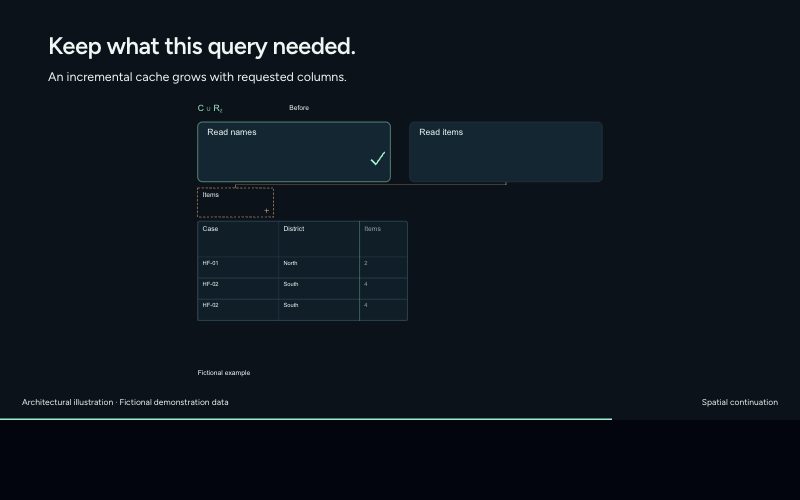 Keep what this query needed.
An incremental cache grows with requested columns.
C ∪ Rᵢ Before
Read names Read items
Items
+
Case District Items
HF-01 North 2
HF-02 South 4
HF-02 South 4
Fictional example
Architectural illustration · Fictional demonstration data Spatial continuation